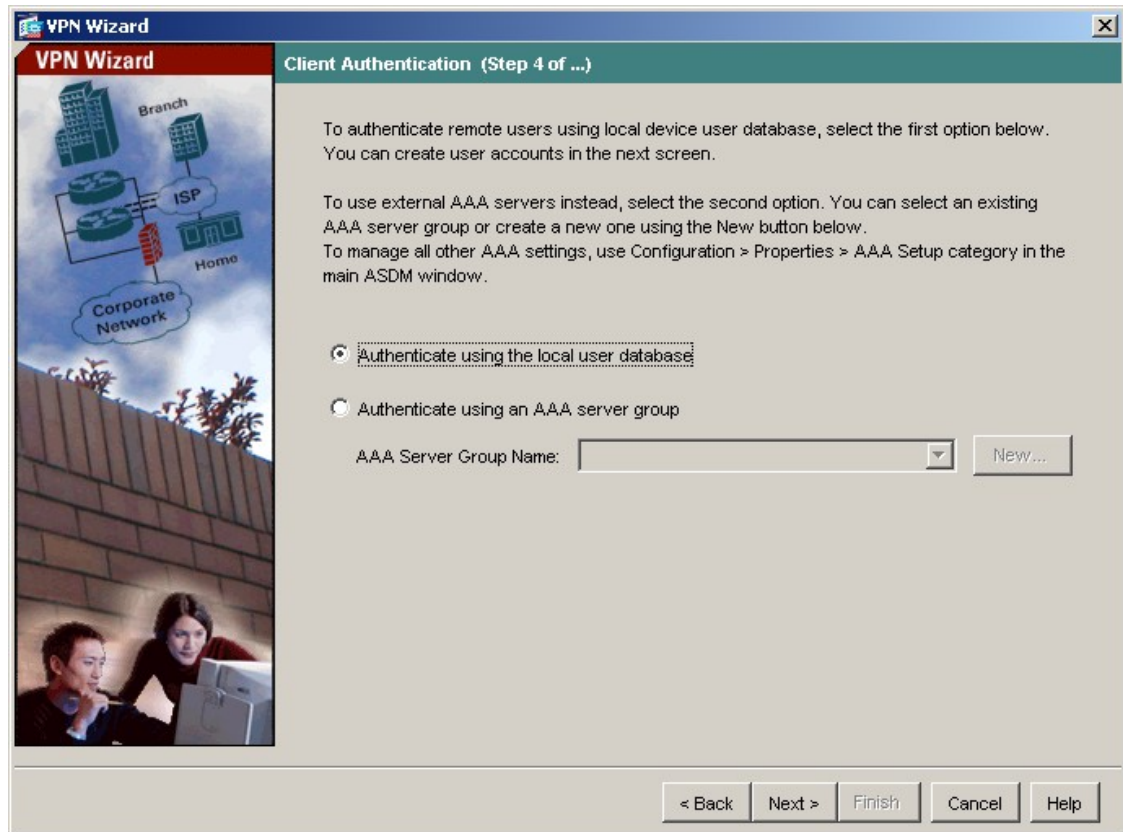 VPN Wizard
VPN Wizard
Branch
ISP
Home
Corporate
Network
Client Authentication (Step 4 of ...)
To authenticate remote users using local device user database, select the first option below.
You can create user accounts in the next screen.
To use external AAA servers instead, select the second option. You can select an existing
AAA server group or create a new one using the New button below.
To manage all other AAA settings, use Configuration > Properties > AAA Setup category in the
main ASDM window.
Authenticate using the local user database
Authenticate using an AAA server group
AAA Server Group Name:
New...
< Back
Next >
Finish
Cancel
Help